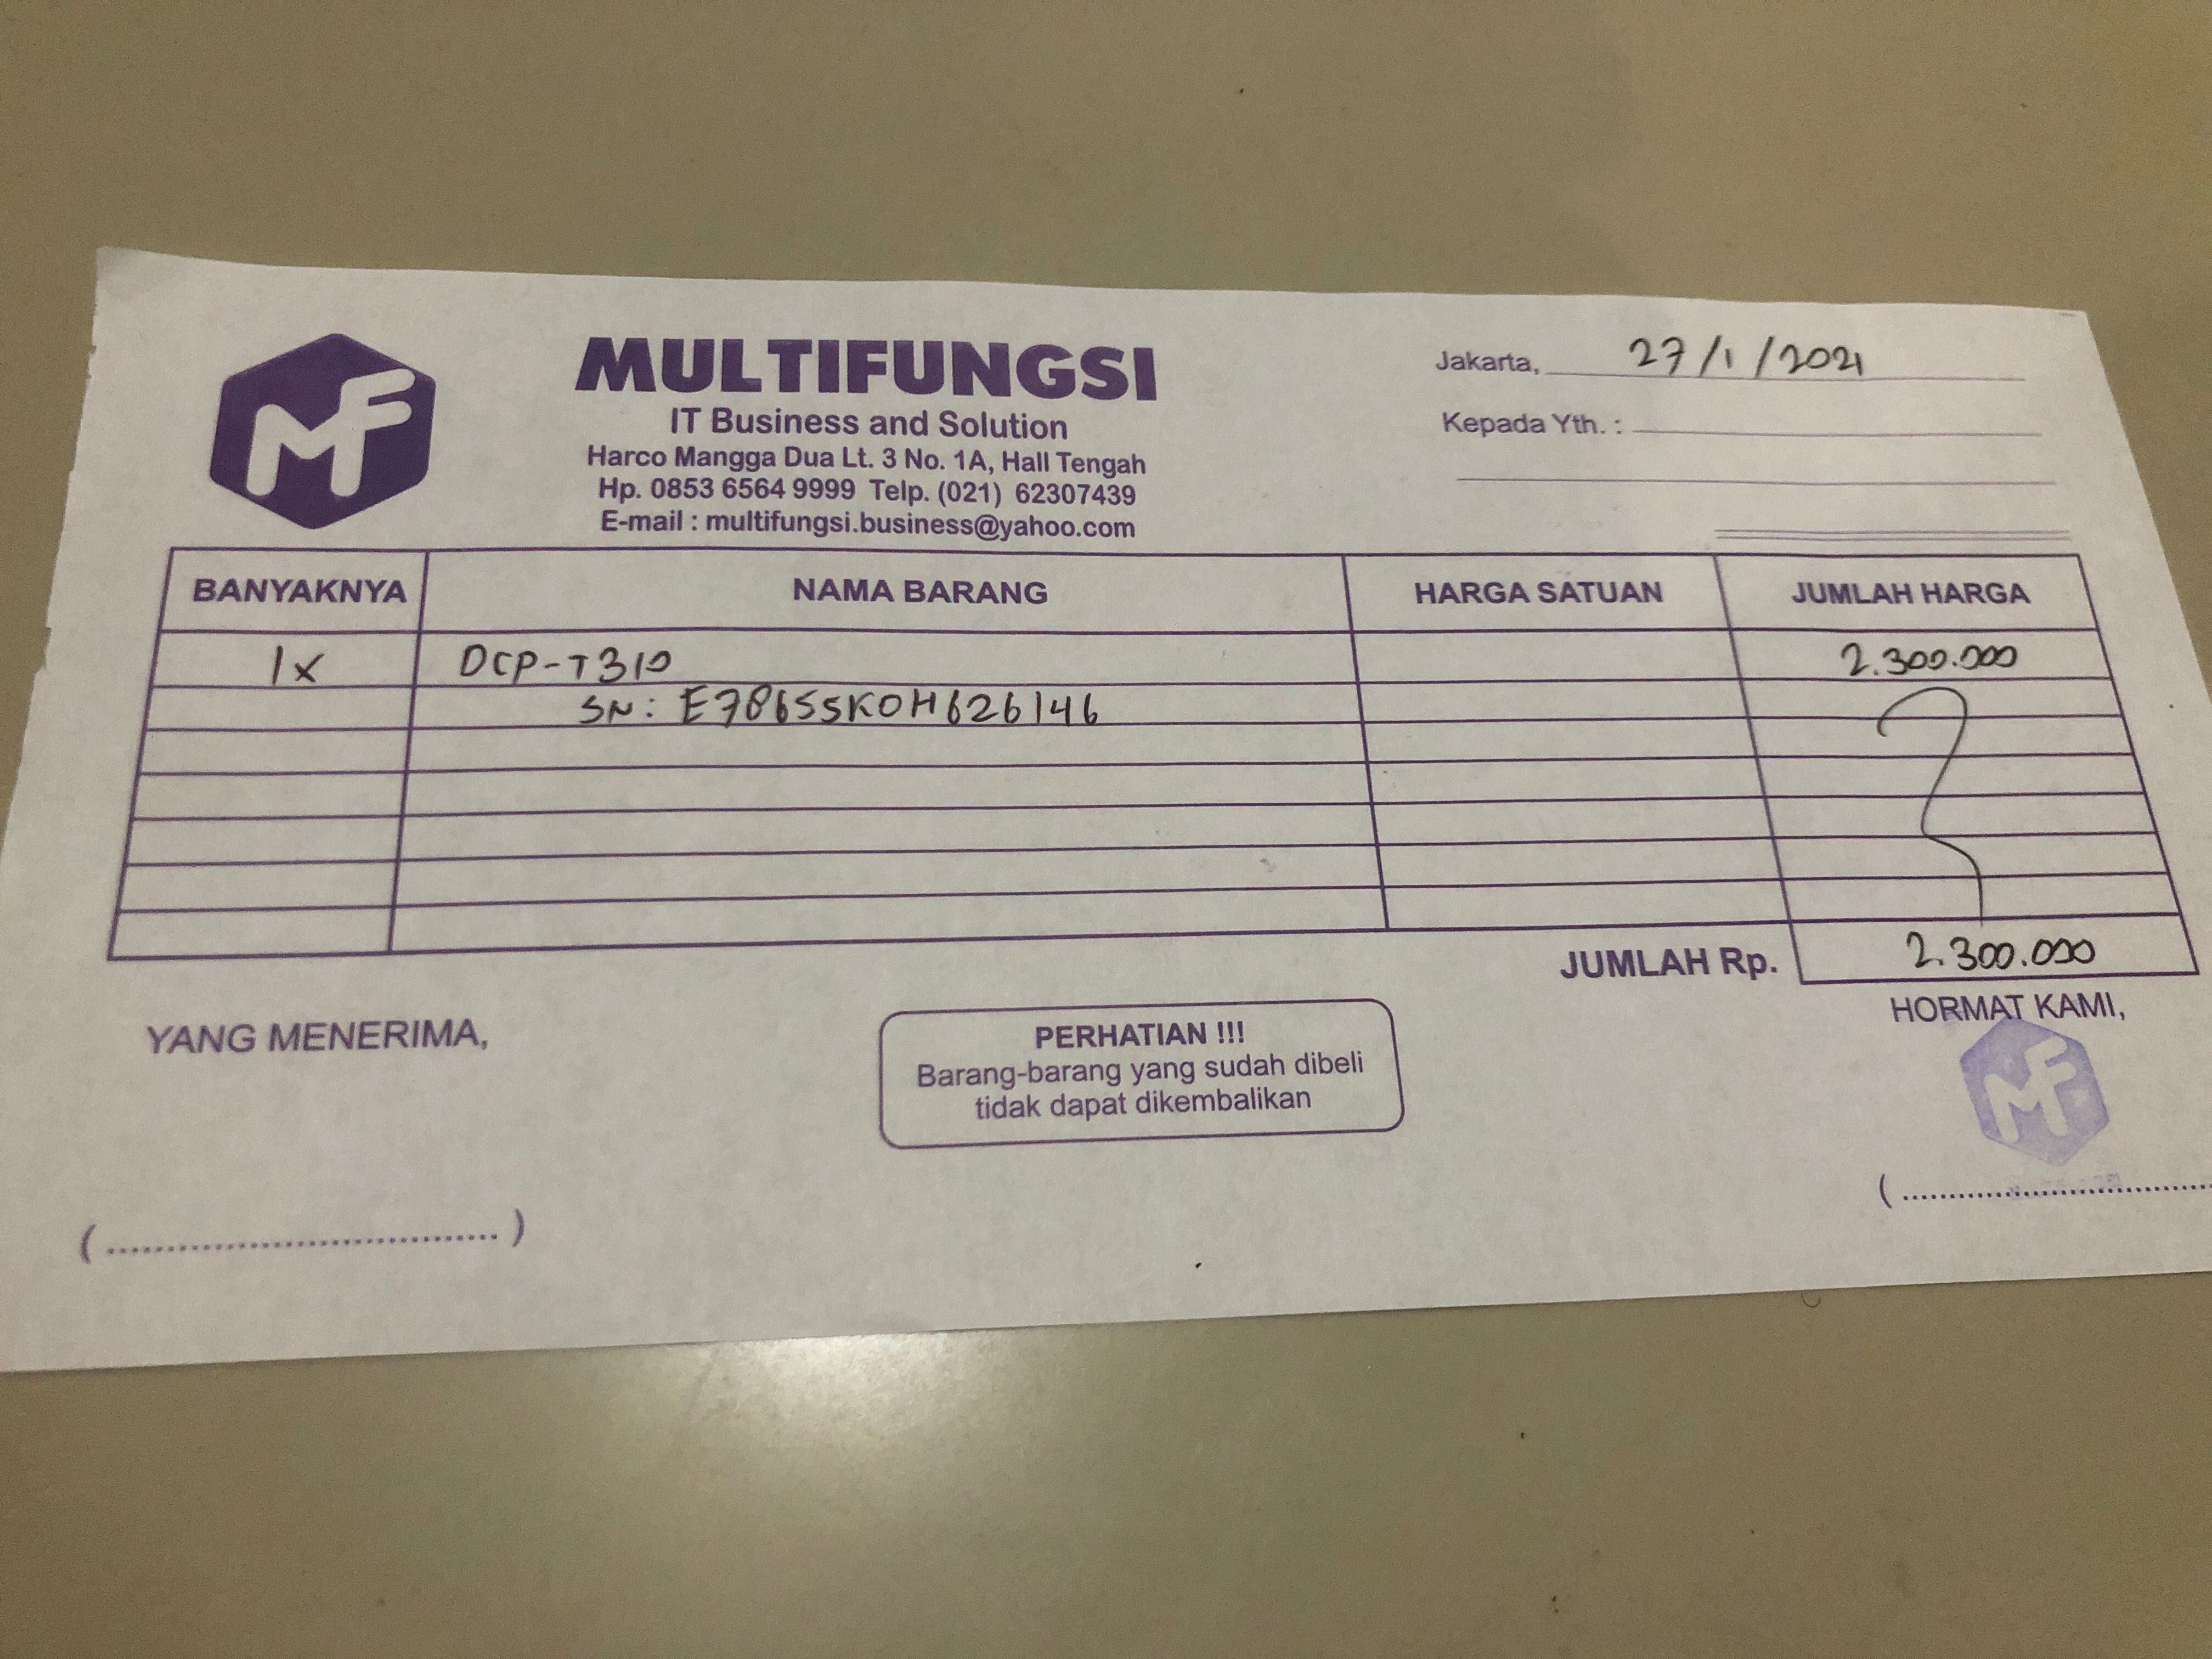 MF
MULTIFUNGSI
IT Business and Solution
Harco Mangga Dua Lt. 3 No. 1A, Hall Tengah
Hp. 0853 6564 9999 Telp. (021) 62307439
E-mail : multifungsi.business@yahoo.com
Jakarta, 27/1/2021
Kepada Yth. :
BANYAKNYA NAMA BARANG HARGA SATUAN JUMLAH HARGA
1x DCP-T310 2.300.000
SN: E78655K0H626146
JUMLAH Rp. 2.300.000
YANG MENERIMA,
PERHATIAN !!!
Barang-barang yang sudah dibeli
tidak dapat dikembalikan
HORMAT KAMI,
MF